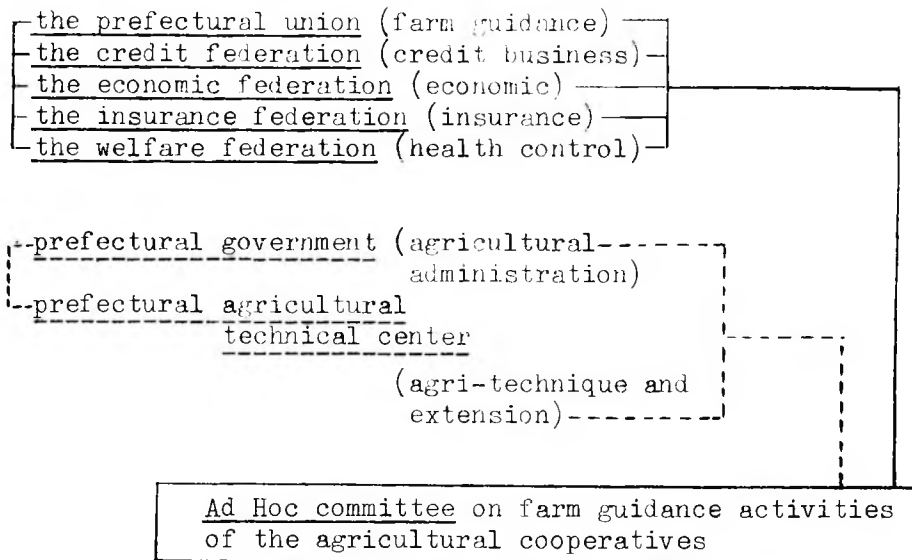 the prefectural union (farm guidance)
the credit federation (credit business)
the economic federation (economic)
the insurance federation (insurance)
the welfare federation (health control)
prefectural government (agricultural
administration)
prefectural agricultural
technical center
(agri-technique and
extension)
Ad Hoc committee on farm guidance activities
of the agricultural cooperatives